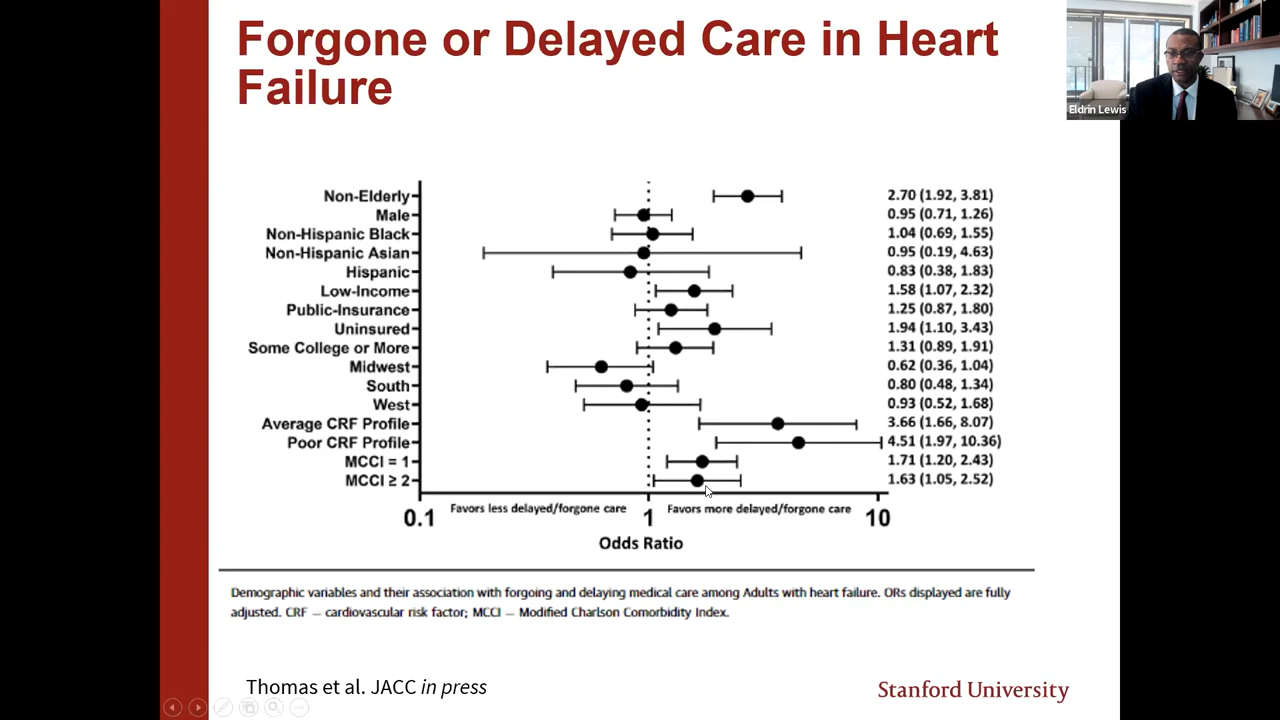 Forgone or Delayed Care in Heart
Failure
Eldrin Lewis
Non-Elderly 2.70 (1.92, 3.81)
Male 0.95 (0.71, 1.26)
Non-Hispanic Black 1.04 (0.69, 1.55)
Non-Hispanic Asian 0.95 (0.19, 4.63)
Hispanic 0.83 (0.38, 1.83)
Low-Income 1.58 (1.07, 2.32)
Public-Insurance 1.25 (0.87, 1.80)
Uninsured 1.94 (1.10, 3.43)
Some College or More 1.31 (0.89, 1.91)
Midwest 0.62 (0.36, 1.04)
South 0.80 (0.48, 1.34)
West 0.93 (0.52, 1.68)
Average CRF Profile 3.66 (1.66, 8.07)
Poor CRF Profile 4.51 (1.97, 10.36)
MCCI = 1 1.71 (1.20, 2.43)
MCCI ≥ 2 1.63 (1.05, 2.52)
Favors less delayed/forgone care Favors more delayed/forgone care
0.1 1 10
Odds Ratio
Demographic variables and their association with forgoing and delaying medical care among Adults with heart failure. ORs displayed are fully
adjusted. CRF — cardiovascular risk factor; MCCI — Modified Charlson Comorbidity Index.
Thomas et al. JACC in press
Stanford University